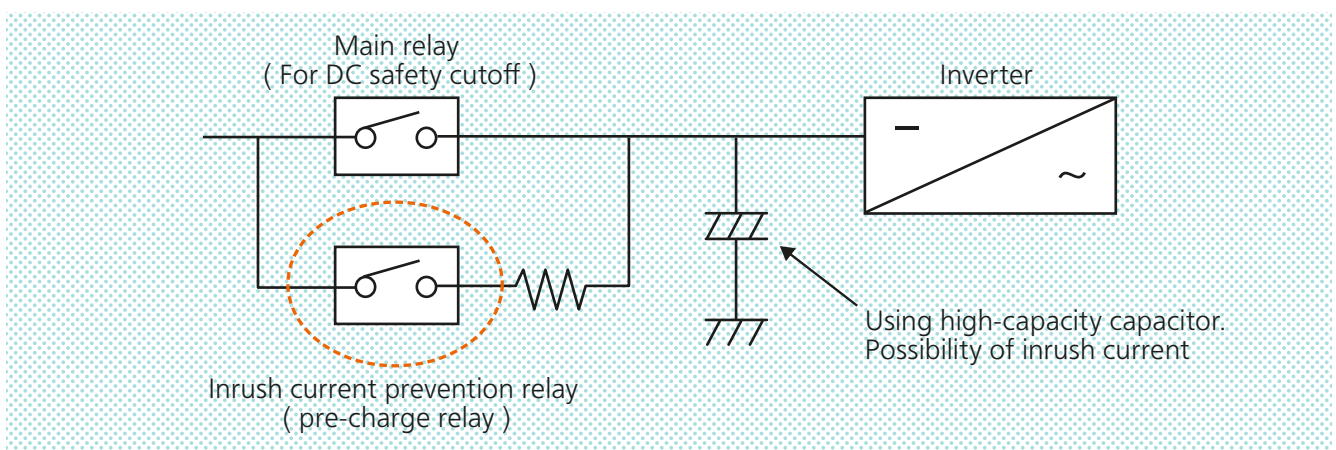 Main relay
( For DC safety cutoff )
Inverter
Inrush current prevention relay
( pre-charge relay )
Using high-capacity capacitor.
Possibility of inrush current